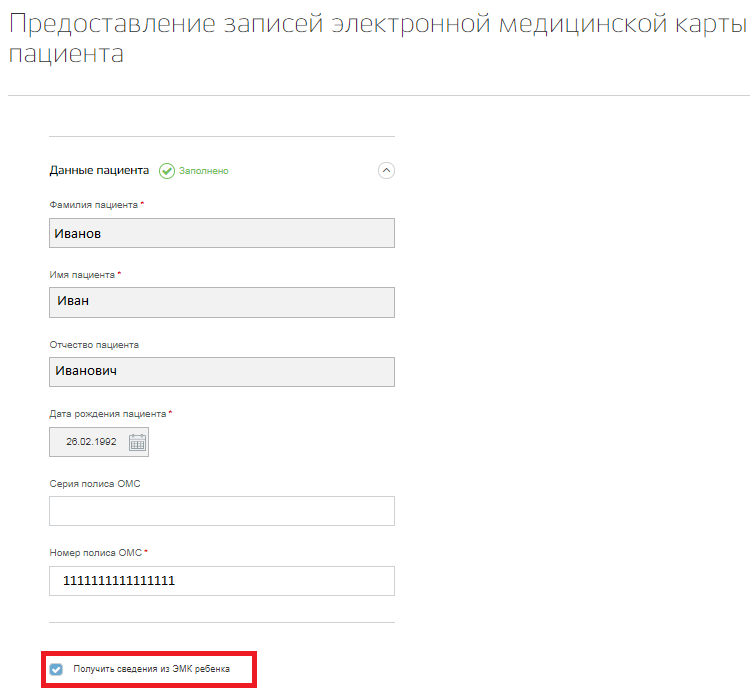 Предоставление записей электронной медицинской карты
пациента
Данные пациента Заполнено
Фамилия пациента *
Иванов
Имя пациента *
Иван
Отчество пациента
Иванович
Дата рождения пациента *
26.02.1992
Серия полиса ОМС
Номер полиса ОМС *
1111111111111111
Получить сведения из ЭМК ребенка